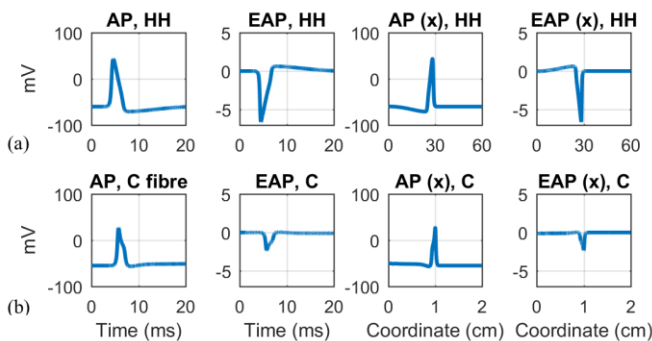 AP, HH EAP, HH AP (x), HH EAP (x), HH
100 5 100 5
0 0 0 0
mV
-5 -5
-100 -100
(a)
0 10 20 0 10 20 0 30 60 0 30 60
AP, C fibre EAP, C AP (x), C EAP (x), C
100 5 100 5
0 0 0 0
mV
-5 -5
-100 -100
(b)
0 10 20 0 10 20 0 1 2 0 1 2
Time (ms) Time (ms) Coordinate (cm) Coordinate (cm)